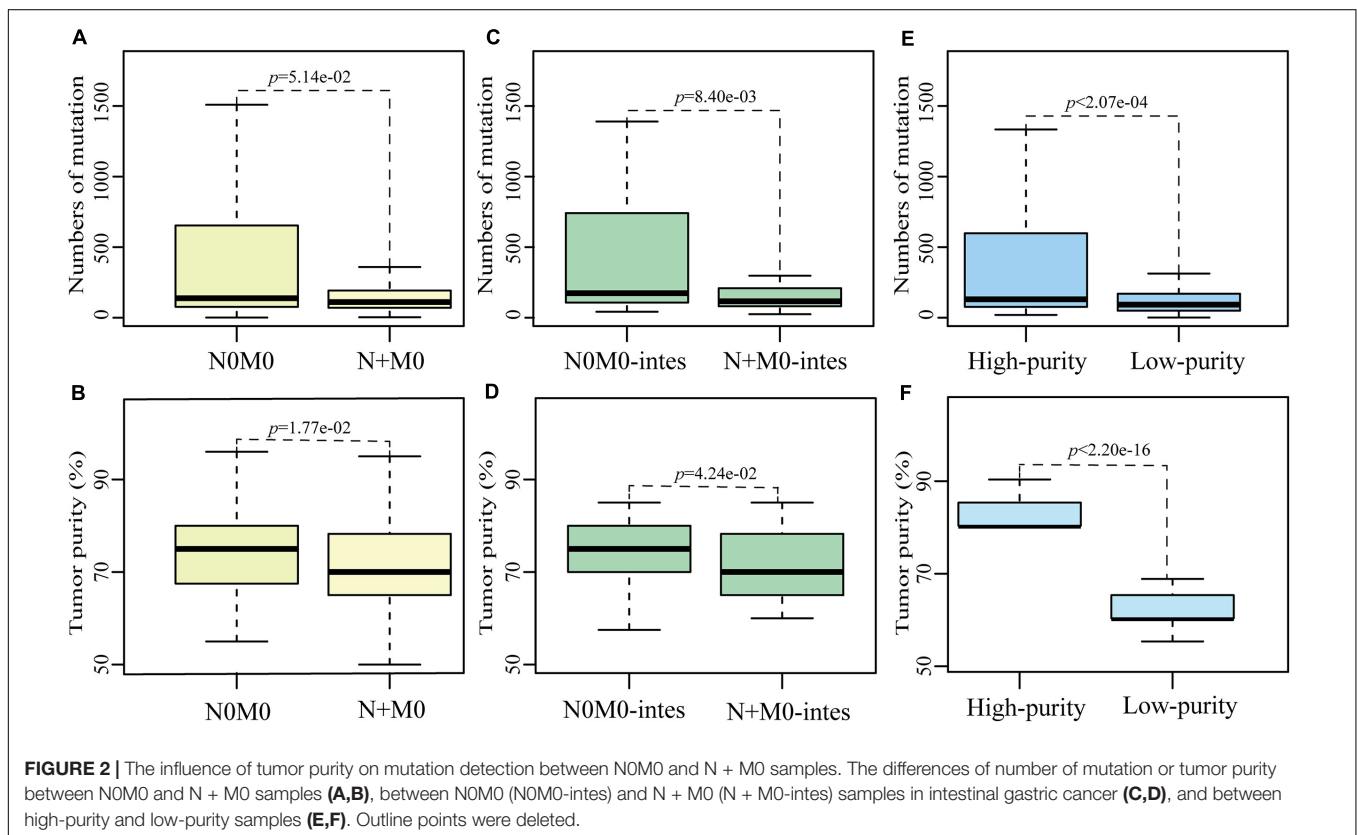 A
p=5.14e-02
Numbers of mutation
1500
1000
500
0
N0M0
N+M0
C
p=8.40e-03
Numbers of mutation
1500
1000
500
0
N0M0-intes
N+M0-intes
E
p<2.07e-04
Numbers of mutation
1500
1000
500
0
High-purity
Low-purity
B
p=1.77e-02
Tumor purity (%)
90
70
50
N0M0
N+M0
D
p=4.24e-02
Tumor purity (%)
90
70
50
N0M0-intes
N+M0-intes
F
p<2.20e-16
Tumor purity (%)
90
70
50
High-purity
Low-purity
FIGURE 2 | The influence of tumor purity on mutation detection between N0M0 and N + M0 samples. The differences of number of mutation or tumor purity
between N0M0 and N + M0 samples (A,B), between N0M0 (N0M0-intes) and N + M0 (N + M0-intes) samples in intestinal gastric cancer (C,D), and between
high-purity and low-purity samples (E,F). Outline points were deleted.